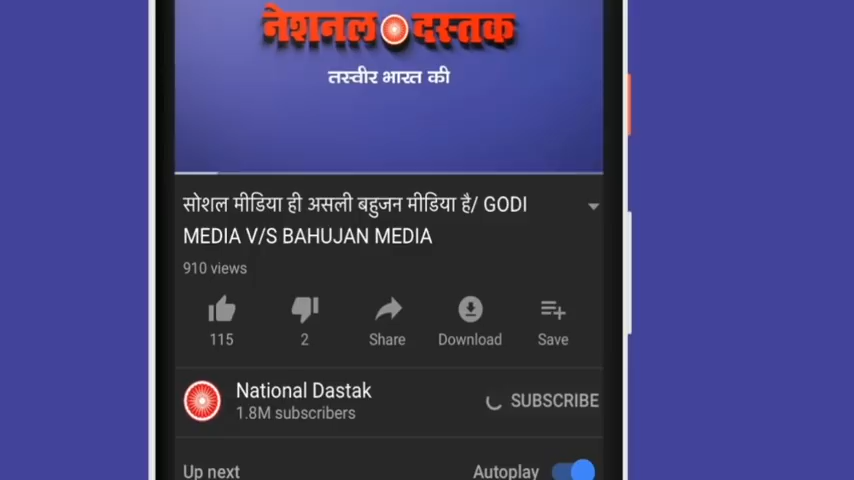 नेशनल दस्तक
तस्वीर भारत की
सोशल मीडिया ही असली बहुजन मीडिया है/ GODI
MEDIA V/S BAHUJAN MEDIA
910 views
115
2
Share
Download
Save
National Dastak
1.8M subscribers
SUBSCRIBE
Up next
Autoplay